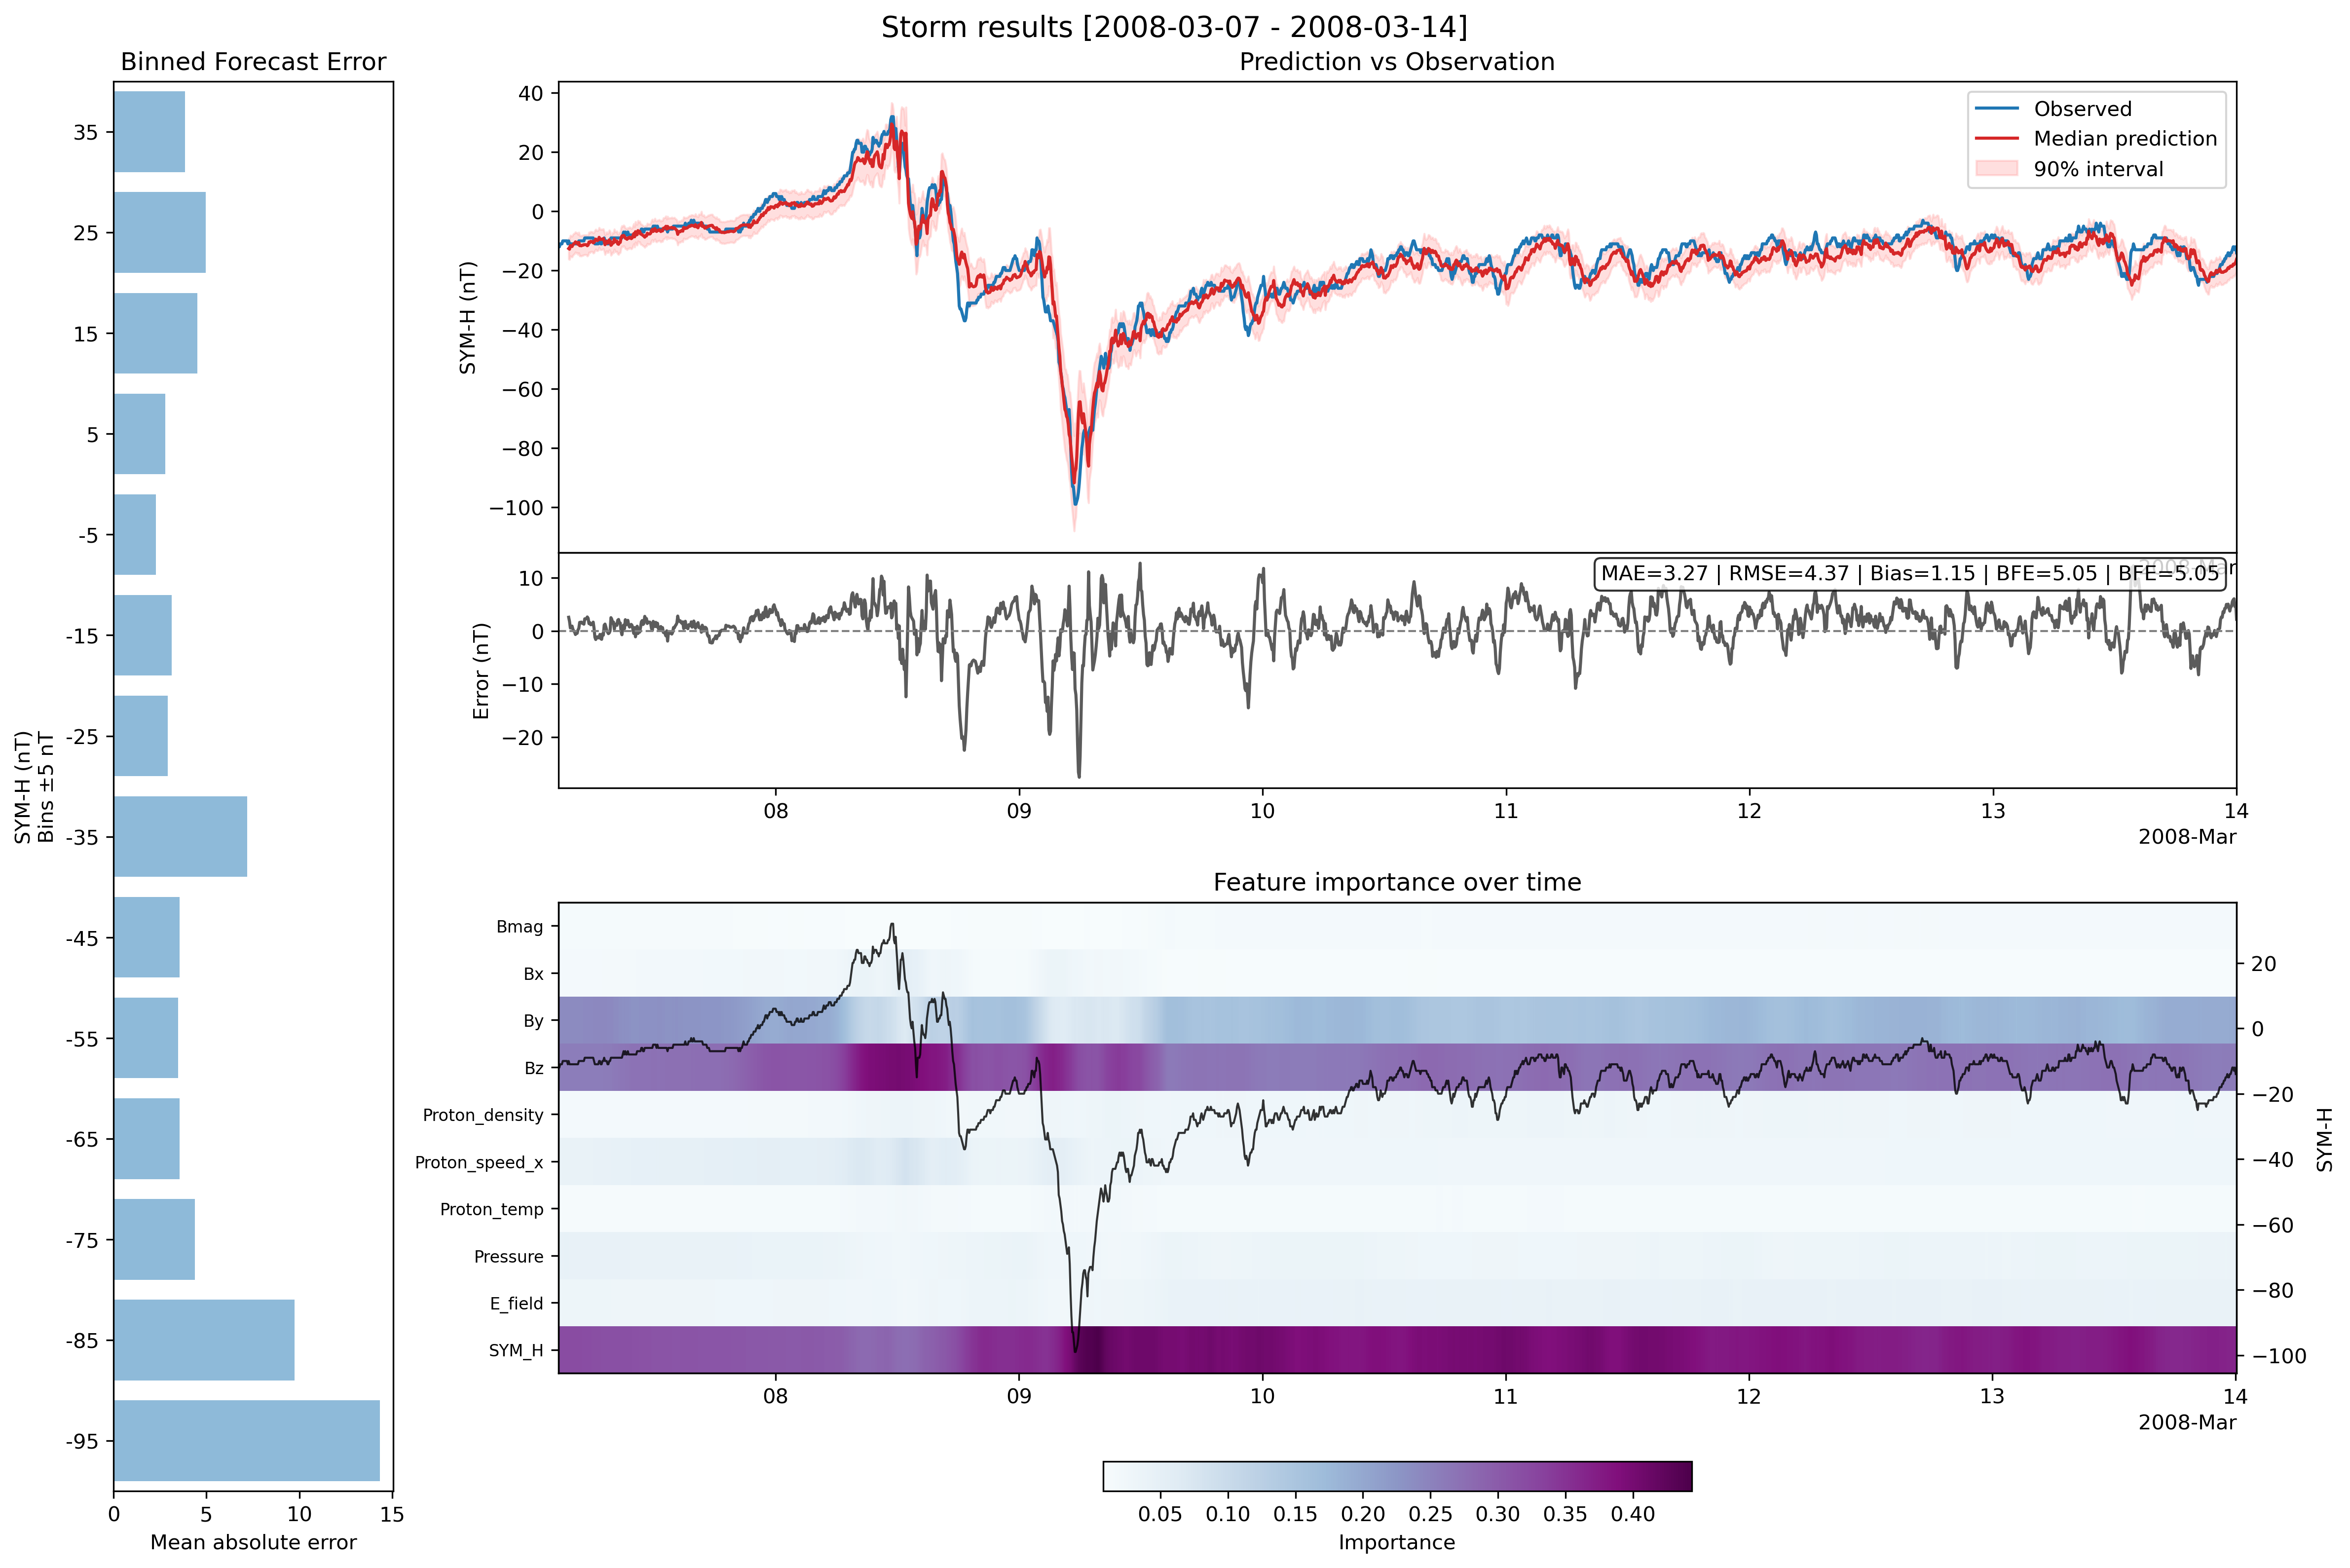 Storm results [2008-03-07 - 2008-03-14]
Binned Forecast Error
35
25
15
5
-5
-15
-25
-35
-45
-55
-65
-75
-85
-95
SYM-H (nT)
Bins ±5 nT
0 5 10 15
Mean absolute error
Prediction vs Observation
40
20
0
−20
−40
−60
−80
−100
SYM-H (nT)
Observed
Median prediction
90% interval
MAE=3.27 | RMSE=4.37 | Bias=1.15 | BFE=5.05 | BFE=5.05
2008-Mar
10
0
−10
−20
Error (nT)
08 09 10 11 12 13 14
2008-Mar
Feature importance over time
Bmag
Bx
By
Bz
Proton_density
Proton_speed_x
Proton_temp
Pressure
E_field
SYM_H
20
0
−20
−40
−60
−80
−100
SYM-H
08 09 10 11 12 13 14
2008-Mar
0.05 0.10 0.15 0.20 0.25 0.30 0.35 0.40
Importance